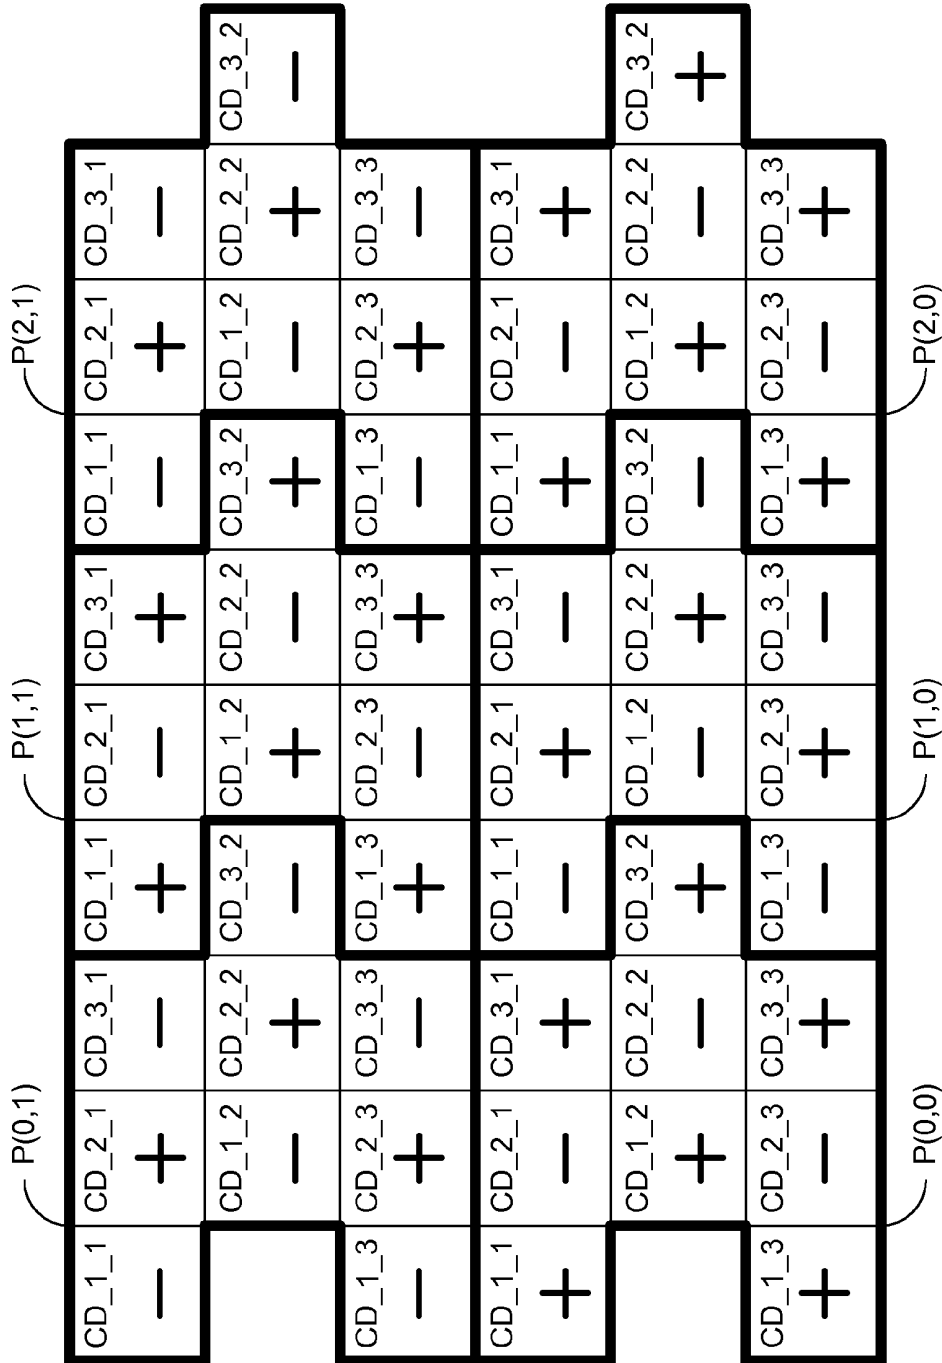 P(0,1) P(1,1) P(2,1)
CD_1_1 CD_2_1 CD_3_1 CD_1_1 CD_2_1 CD_3_1 CD_1_1 CD_2_1 CD_3_1
− + − + − + − + −
CD_1_2 CD_2_2 CD_3_2 CD_1_2 CD_2_2 CD_3_2 CD_1_2 CD_2_2 CD_3_2
− + − + − + − + −
CD_1_3 CD_2_3 CD_3_3 CD_1_3 CD_2_3 CD_3_3 CD_1_3 CD_2_3 CD_3_3
− + − + − + − + −
CD_1_1 CD_2_1 CD_3_1 CD_1_1 CD_2_1 CD_3_1 CD_1_1 CD_2_1 CD_3_1
+ − + − + − + − +
CD_1_2 CD_2_2 CD_3_2 CD_1_2 CD_2_2 CD_3_2 CD_1_2 CD_2_2 CD_3_2
+ − + − + − + − +
CD_1_3 CD_2_3 CD_3_3 CD_1_3 CD_2_3 CD_3_3 CD_1_3 CD_2_3 CD_3_3
+ − + − + − + − +
P(0,0) P(1,0) P(2,0)